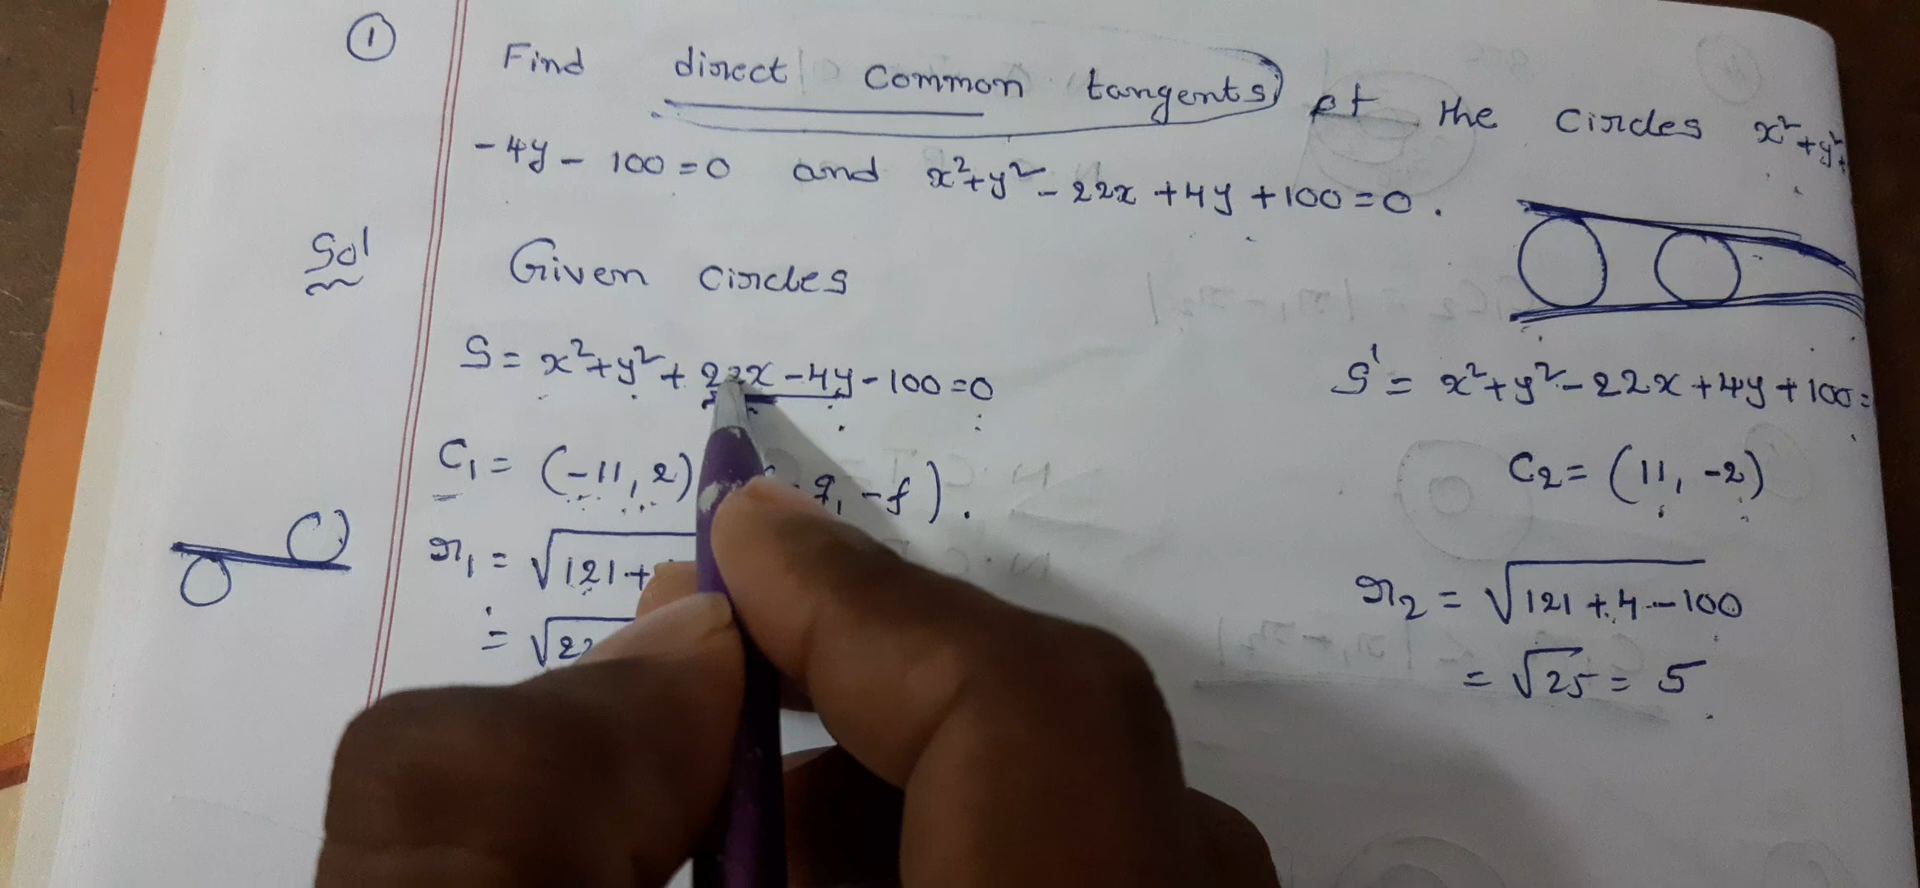 ①
Find direct common tangents of the circles x²+y²+
-4y - 100 = 0 and x²+y² - 22x + 4y + 100 = 0.
Sol
Given circles
S = x²+y² + 22x - 4y - 100 = 0
S' = x²+y² - 22x + 4y + 100 =
C₁ = (-11, 2) g, -f).
C₂ = (11, -2)
r₁ = √121+
r₂ = √121 + 4 - 100
= √22
= √25 = 5